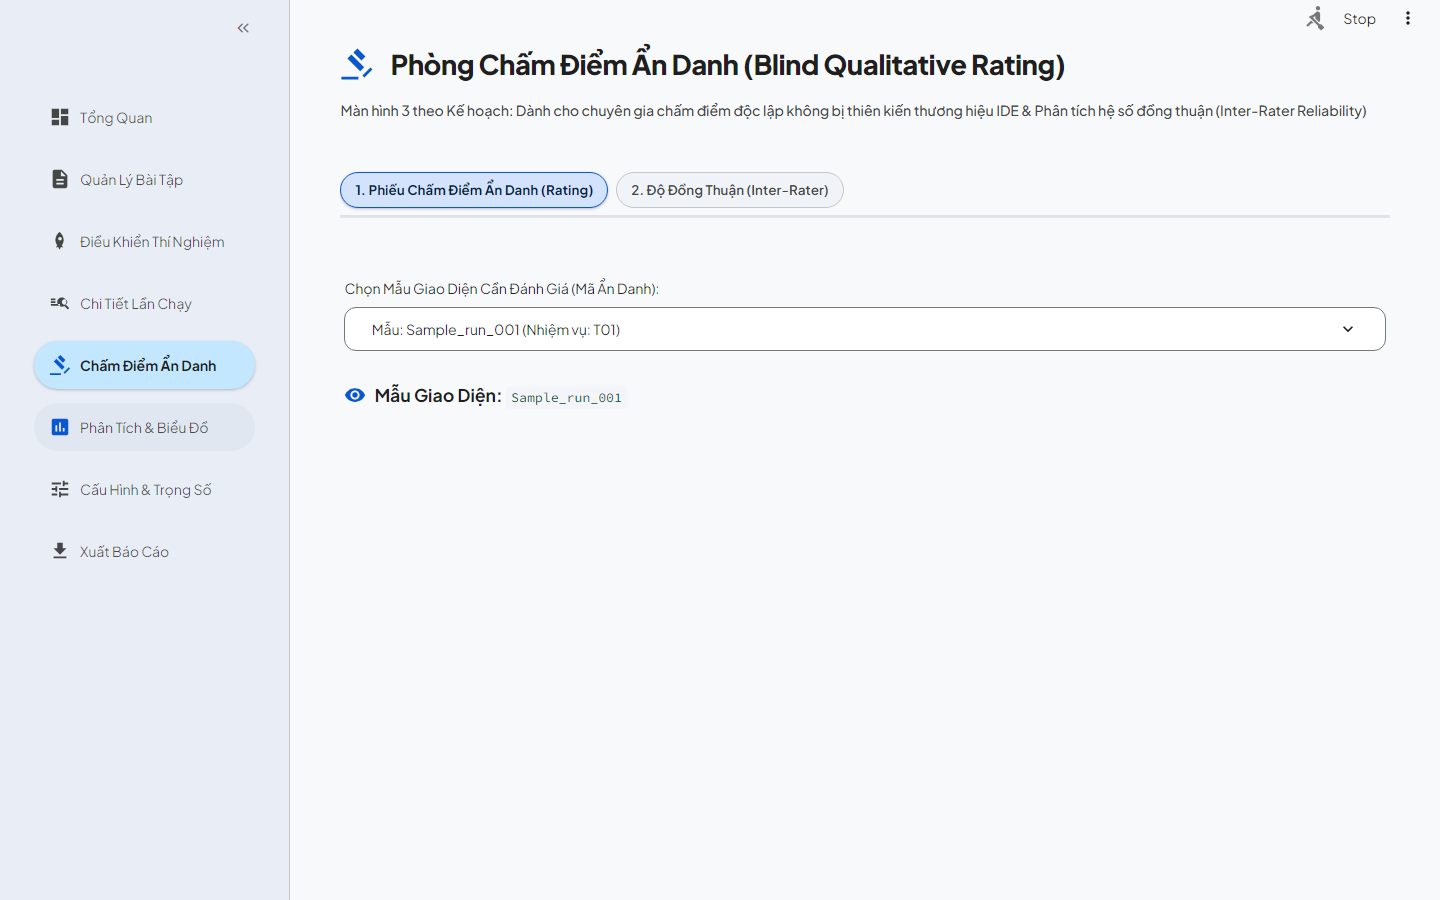 Stop
Phòng Chấm Điểm Ẩn Danh (Blind Qualitative Rating)
Màn hình 3 theo Kế hoạch: Dành cho chuyên gia chấm điểm độc lập không bị thiên kiến thương hiệu IDE & Phân tích hệ số đồng thuận (Inter-Rater Reliability)
Tổng Quan
Quản Lý Bài Tập
Điều Khiển Thí Nghiệm
Chi Tiết Lần Chạy
Chấm Điểm Ẩn Danh
Phân Tích & Biểu Đồ
Cấu Hình & Trọng Số
Xuất Báo Cáo
1. Phiếu Chấm Điểm Ẩn Danh (Rating)
2. Độ Đồng Thuận (Inter-Rater)
Chọn Mẫu Giao Diện Cần Đánh Giá (Mã Ẩn Danh):
Mẫu: Sample_run_001 (Nhiệm vụ: T01)
Mẫu Giao Diện: Sample_run_001